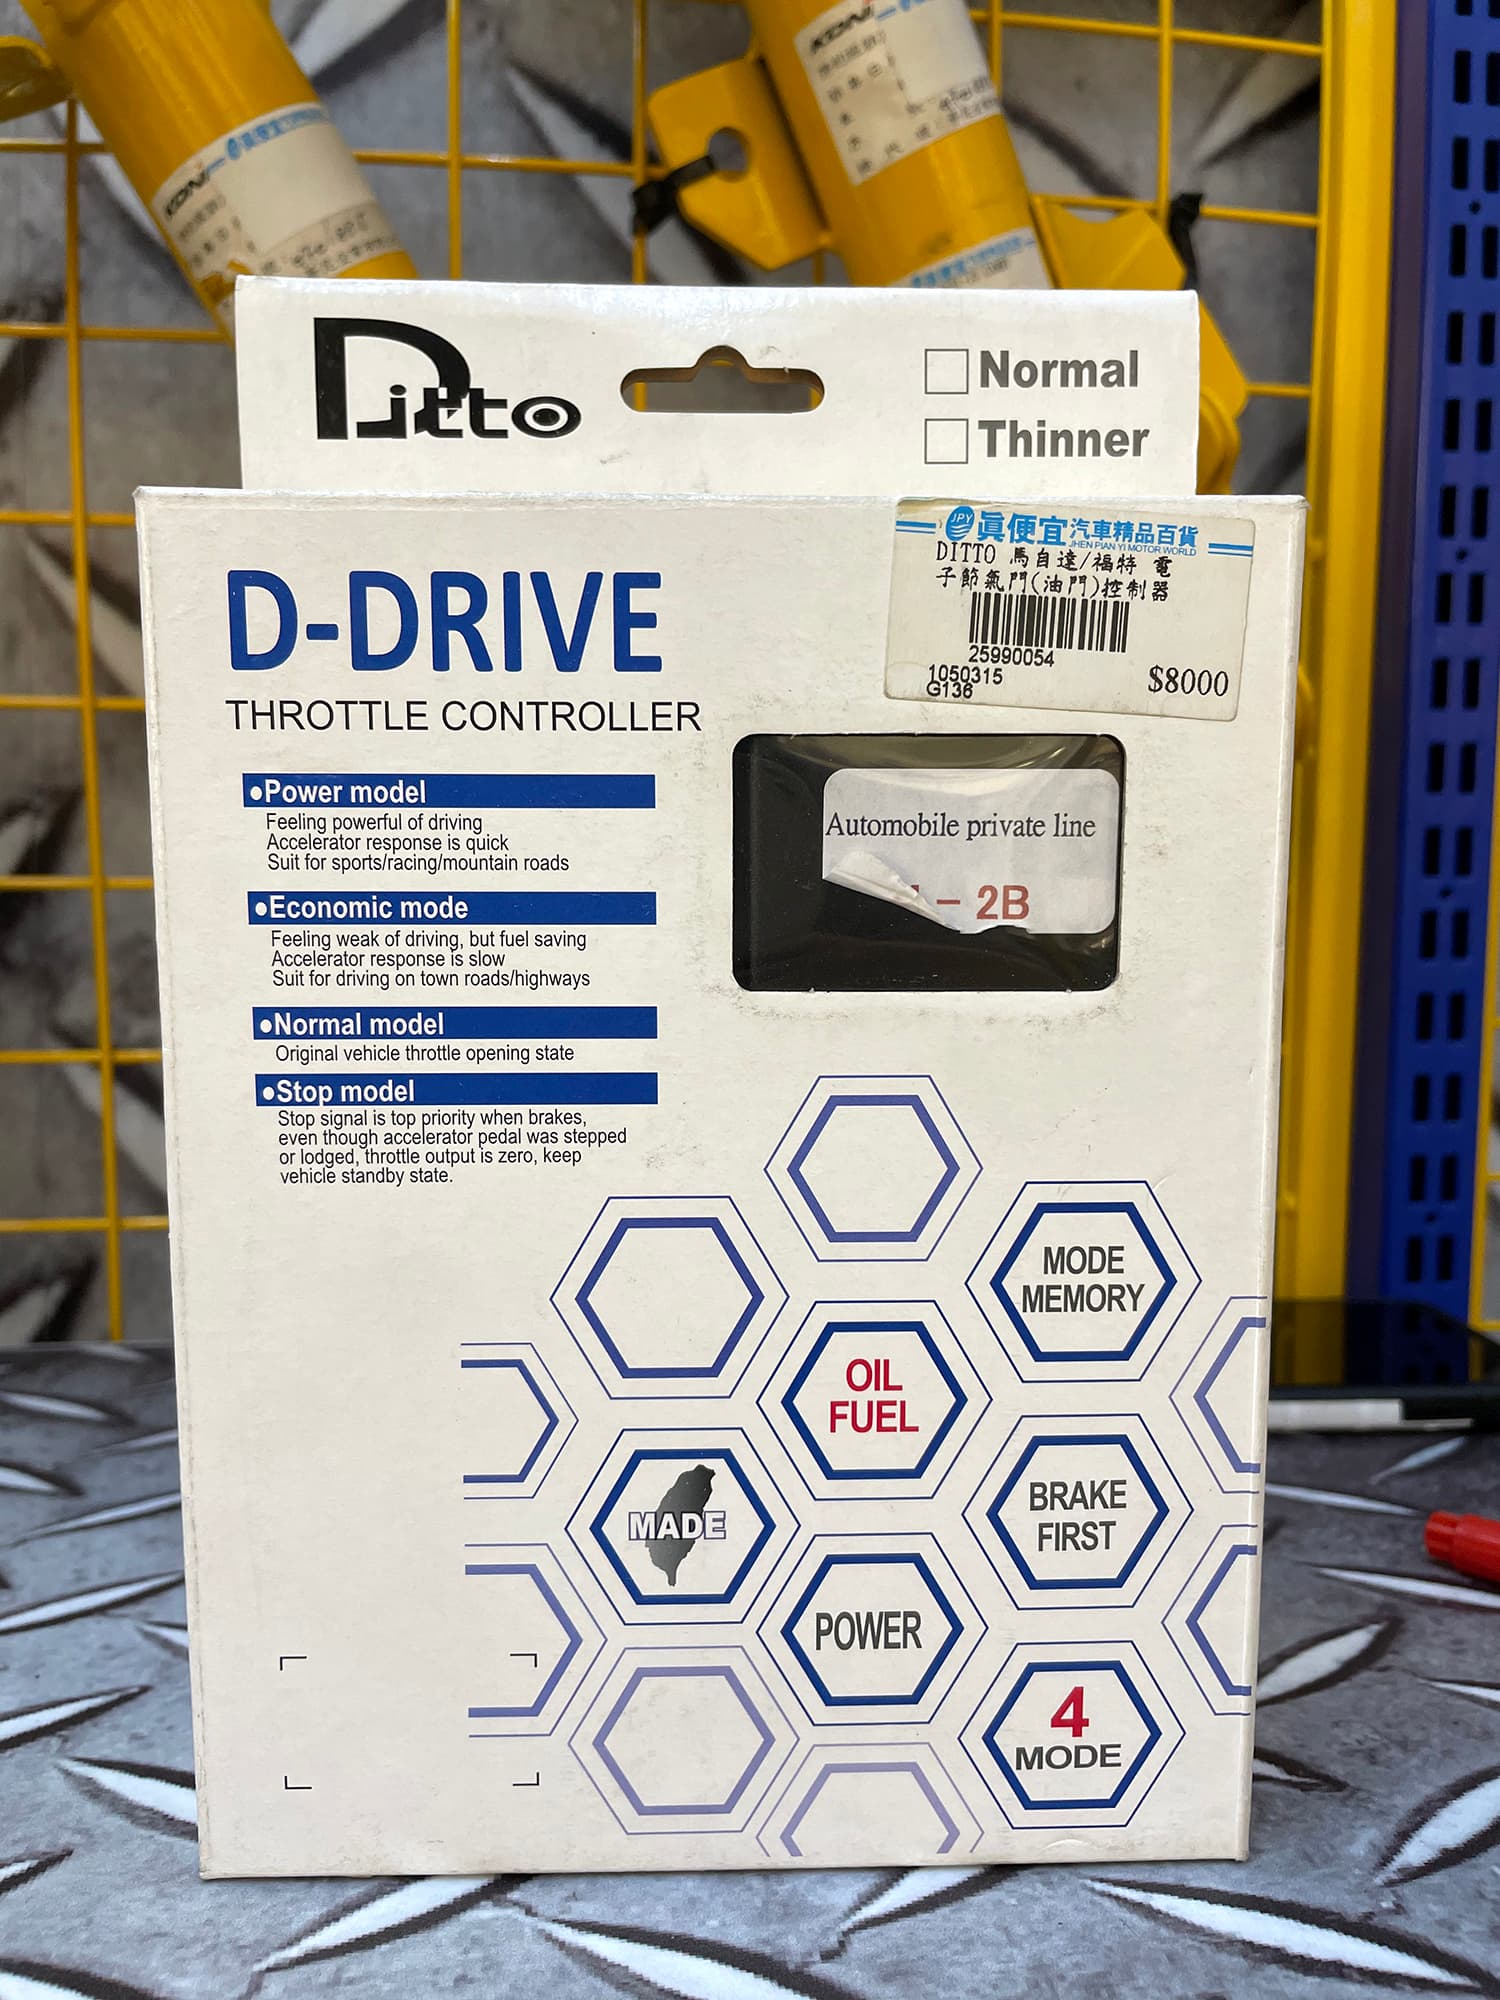 KONI
KONI
Ditto
Normal
Thinner
JPY 眞便宜汽車精品百貨
JHEN PIAN YI MOTOR WORLD
DITTO 馬自達/福特 電
子節氣門(油門)控制器
25990054
1050315
G136
$8000
D-DRIVE
THROTTLE CONTROLLER
•Power model
Feeling powerful of driving
Accelerator response is quick
Suit for sports/racing/mountain roads
•Economic mode
Feeling weak of driving, but fuel saving
Accelerator response is slow
Suit for driving on town roads/highways
•Normal model
Original vehicle throttle opening state
•Stop model
Stop signal is top priority when brakes,
even though accelerator pedal was stepped
or lodged, throttle output is zero, keep
vehicle standby state.
Automobile private line
– 2B
MODE
MEMORY
OIL
FUEL
BRAKE
FIRST
MADE
POWER
4
MODE